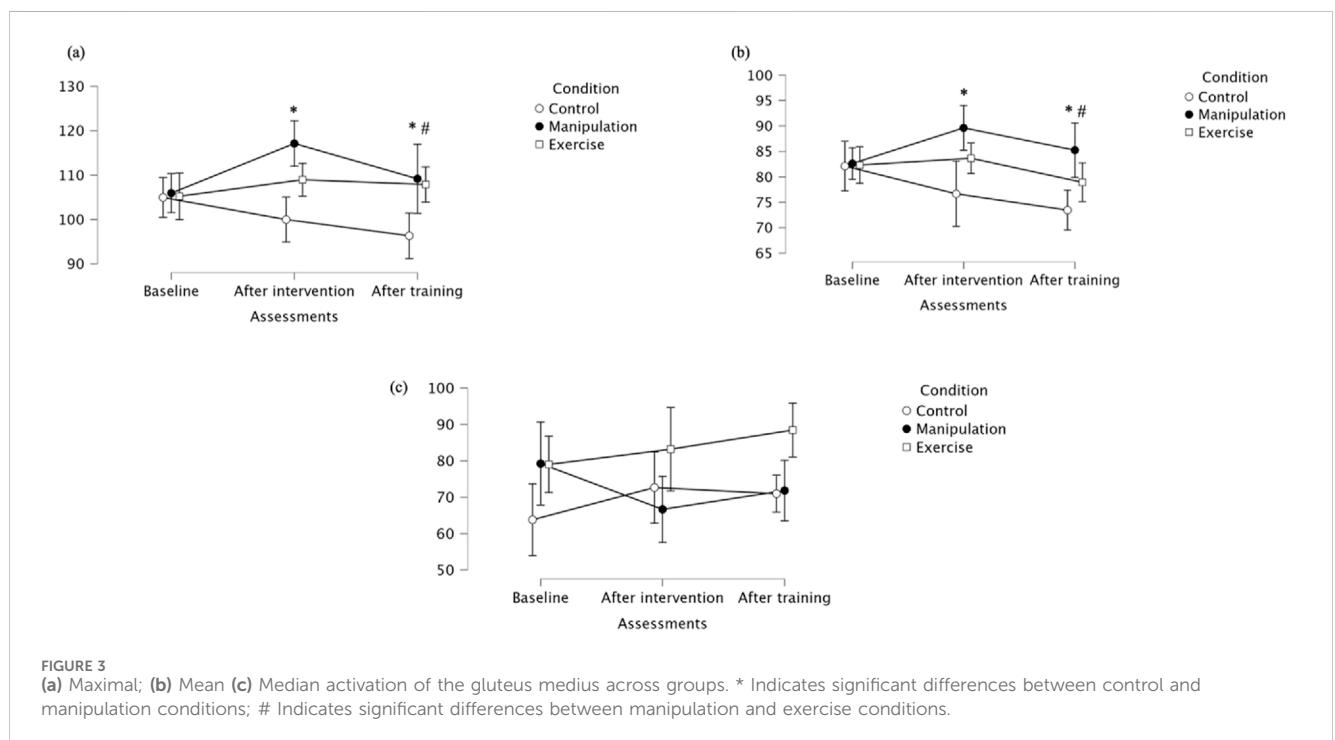 (a)
130
120
110
100
90
* 
* #
Condition
Control
Manipulation
Exercise
Baseline
After intervention
After training
Assessments
(b)
100
95
90
85
80
75
70
65
*
* #
Condition
Control
Manipulation
Exercise
Baseline
After intervention
After training
Assessments
(c)
100
90
80
70
60
50
Condition
Control
Manipulation
Exercise
Baseline
After intervention
After training
Assessments
FIGURE 3
(a) Maximal; (b) Mean (c) Median activation of the gluteus medius across groups. * Indicates significant differences between control and
manipulation conditions; # Indicates significant differences between manipulation and exercise conditions.